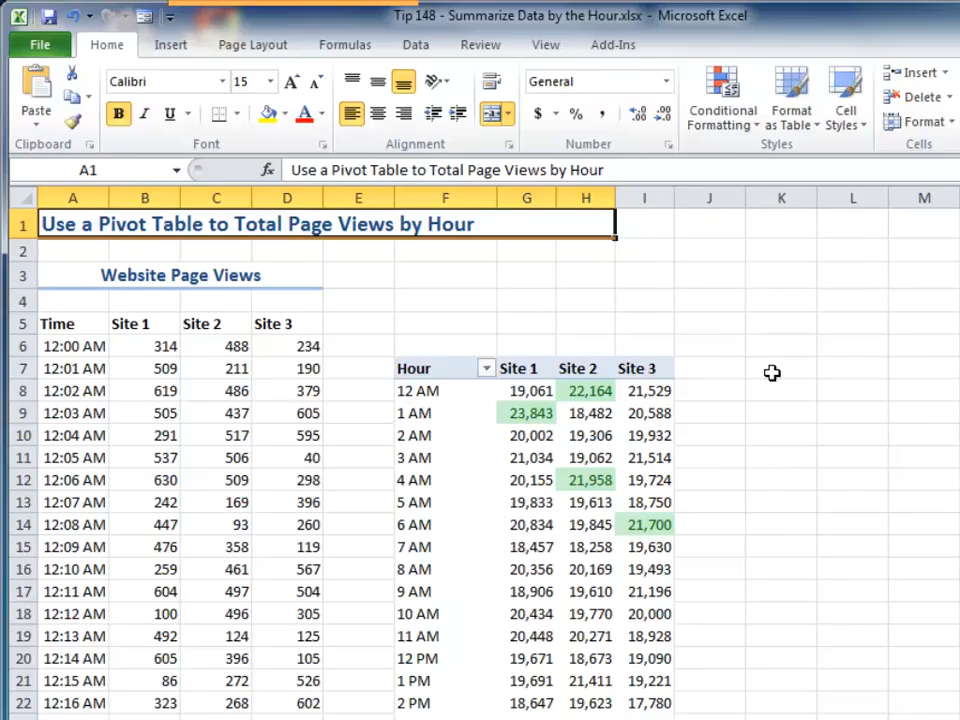 Tip 148 - Summarize Data by the Hour.xlsx - Microsoft Excel
File Home Insert Page Layout Formulas Data Review View Add-Ins
Calibri 15 General Insert
Paste B I U $ % , Conditional Formatting Format as Table Cell Styles Delete
Format
Clipboard Font Alignment Number Styles Cells
A1 fx Use a Pivot Table to Total Page Views by Hour
A B C D E F G H I J K L M
1 Use a Pivot Table to Total Page Views by Hour
2
3 Website Page Views
4
5 Time Site 1 Site 2 Site 3
6 12:00 AM 314 488 234
7 12:01 AM 509 211 190 Hour Site 1 Site 2 Site 3
8 12:02 AM 619 486 379 12 AM 19,061 22,164 21,529
9 12:03 AM 505 437 605 1 AM 23,843 18,482 20,588
10 12:04 AM 291 517 595 2 AM 20,002 19,306 19,932
11 12:05 AM 537 506 40 3 AM 21,034 19,062 21,514
12 12:06 AM 630 509 298 4 AM 20,155 21,958 19,724
13 12:07 AM 242 169 396 5 AM 19,833 19,613 18,750
14 12:08 AM 447 93 260 6 AM 20,834 19,845 21,700
15 12:09 AM 476 358 119 7 AM 18,457 18,258 19,630
16 12:10 AM 259 461 567 8 AM 20,356 20,169 19,493
17 12:11 AM 604 497 504 9 AM 18,906 19,610 21,196
18 12:12 AM 100 496 305 10 AM 20,434 19,770 20,000
19 12:13 AM 492 124 125 11 AM 20,448 20,271 18,928
20 12:14 AM 605 396 105 12 PM 19,671 18,673 19,090
21 12:15 AM 86 272 526 1 PM 19,691 21,411 19,221
22 12:16 AM 323 268 602 2 PM 18,647 19,623 17,780